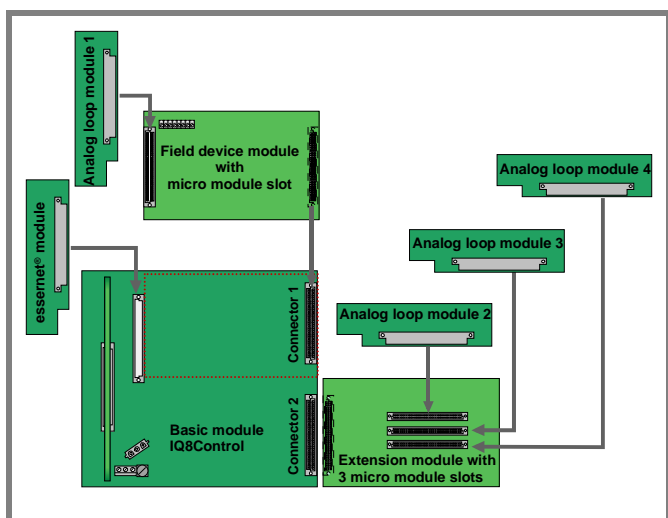 Analog loop module 1
Field device module
with
micro module slot
Analog loop module 4
essernet® module
Analog loop module 3
Connector 1
Analog loop module 2
Basic module
IQ8Control
Connector 2
Extension module with
3 micro module slots